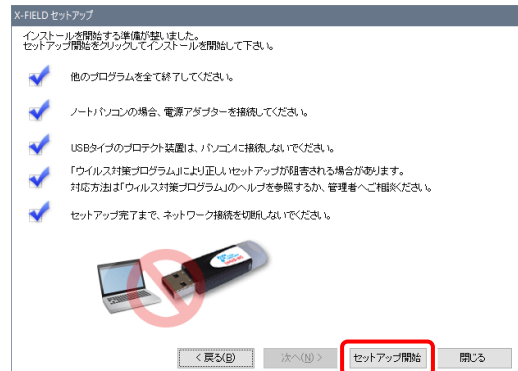 X-FIELD セットアップ
インストールを開始する準備が整いました。
セットアップ開始をクリックしてインストールを開始して下さい。
他のプログラムを全て終了してください。
ノートパソコンの場合、電源アダプターを接続してください。
USBタイプのプロテクト装置は、パソコンに接続しないでください。
「ウイルス対策プログラム」により正しいセットアップが阻害される場合があります。
対応方法は「ウィルス対策プログラム」のヘルプを参照するか、管理者へご相談ください。
セットアップ完了まで、ネットワーク接続を切断しないでください。
< 戻る(B)
次へ(N) >
セットアップ開始
閉じる